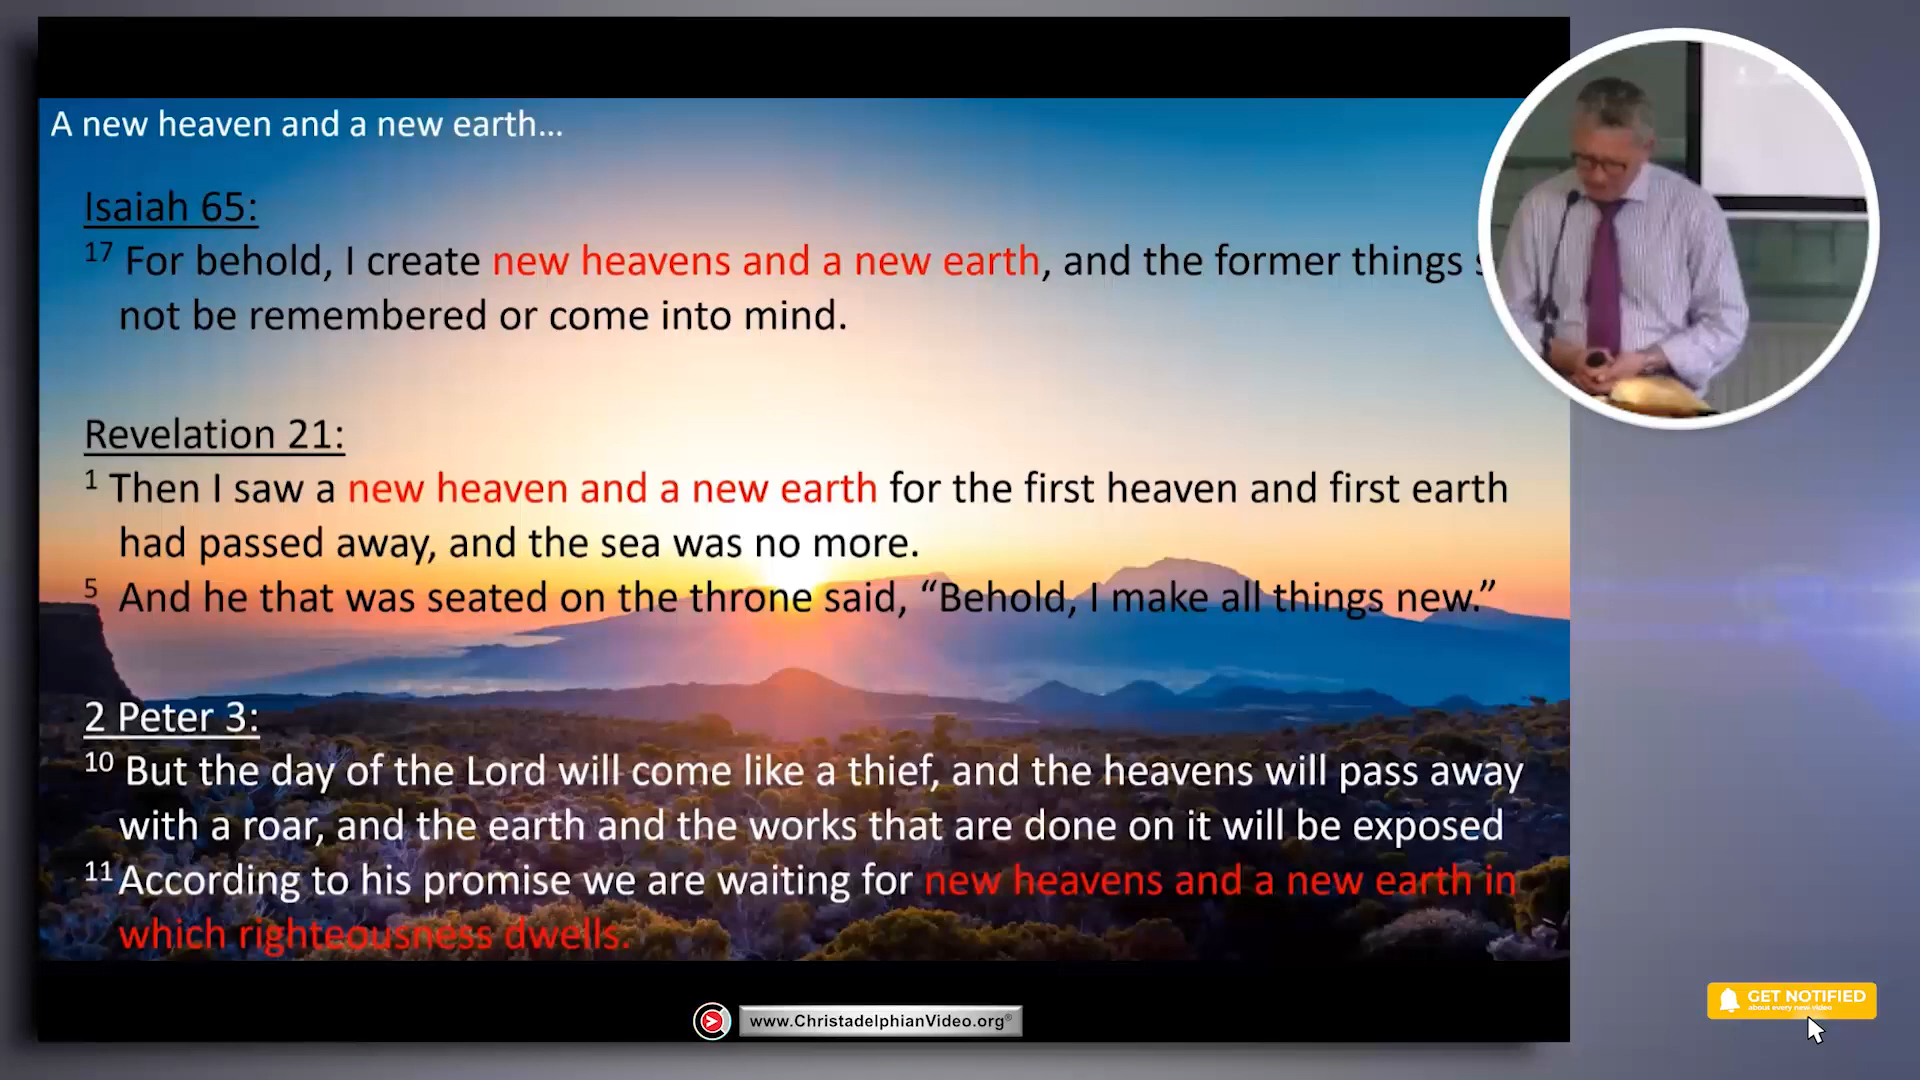 A new heaven and a new earth...
Isaiah 65:
17 For behold, I create new heavens and a new earth, and the former things
not be remembered or come into mind.
Revelation 21:
1 Then I saw a new heaven and a new earth for the first heaven and first earth
had passed away, and the sea was no more.
5 And he that was seated on the throne said, “Behold, I make all things new.”
2 Peter 3:
10 But the day of the Lord will come like a thief, and the heavens will pass away
with a roar, and the earth and the works that are done on it will be exposed
11 According to his promise we are waiting for new heavens and a new earth in
which righteousness dwells.
www.ChristadelphianVideo.org®
GET NOTIFIED
about every new video